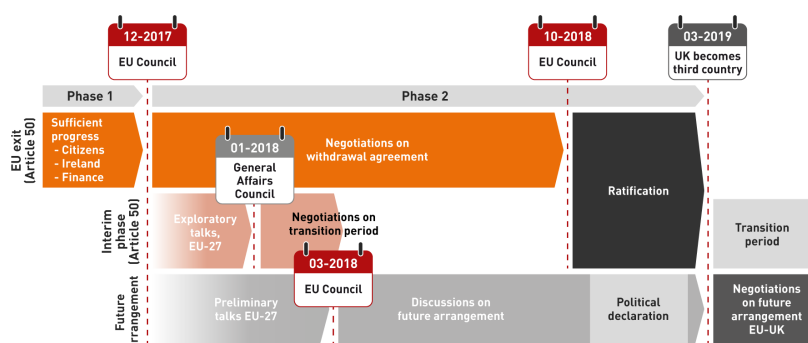 12-2017
EU Council
10-2018
EU Council
03-2019
UK becomes
third country
Phase 1
Phase 2
EU exit
(Article 50)
Sufficient
progress
- Citizens
- Ireland
- Finance
Negotiations on
withdrawal agreement
01-2018
General
Affairs
Council
Ratification
Interim
phase
(Article 50)
Exploratory
talks,
EU-27
Negotiations on
transition period
Transition
period
03-2018
EU Council
Future
rrangement
Preliminary
talks EU-27
Discussions on
future arrangement
Political
declaration
Negotiations
on future
arrangement
EU-UK